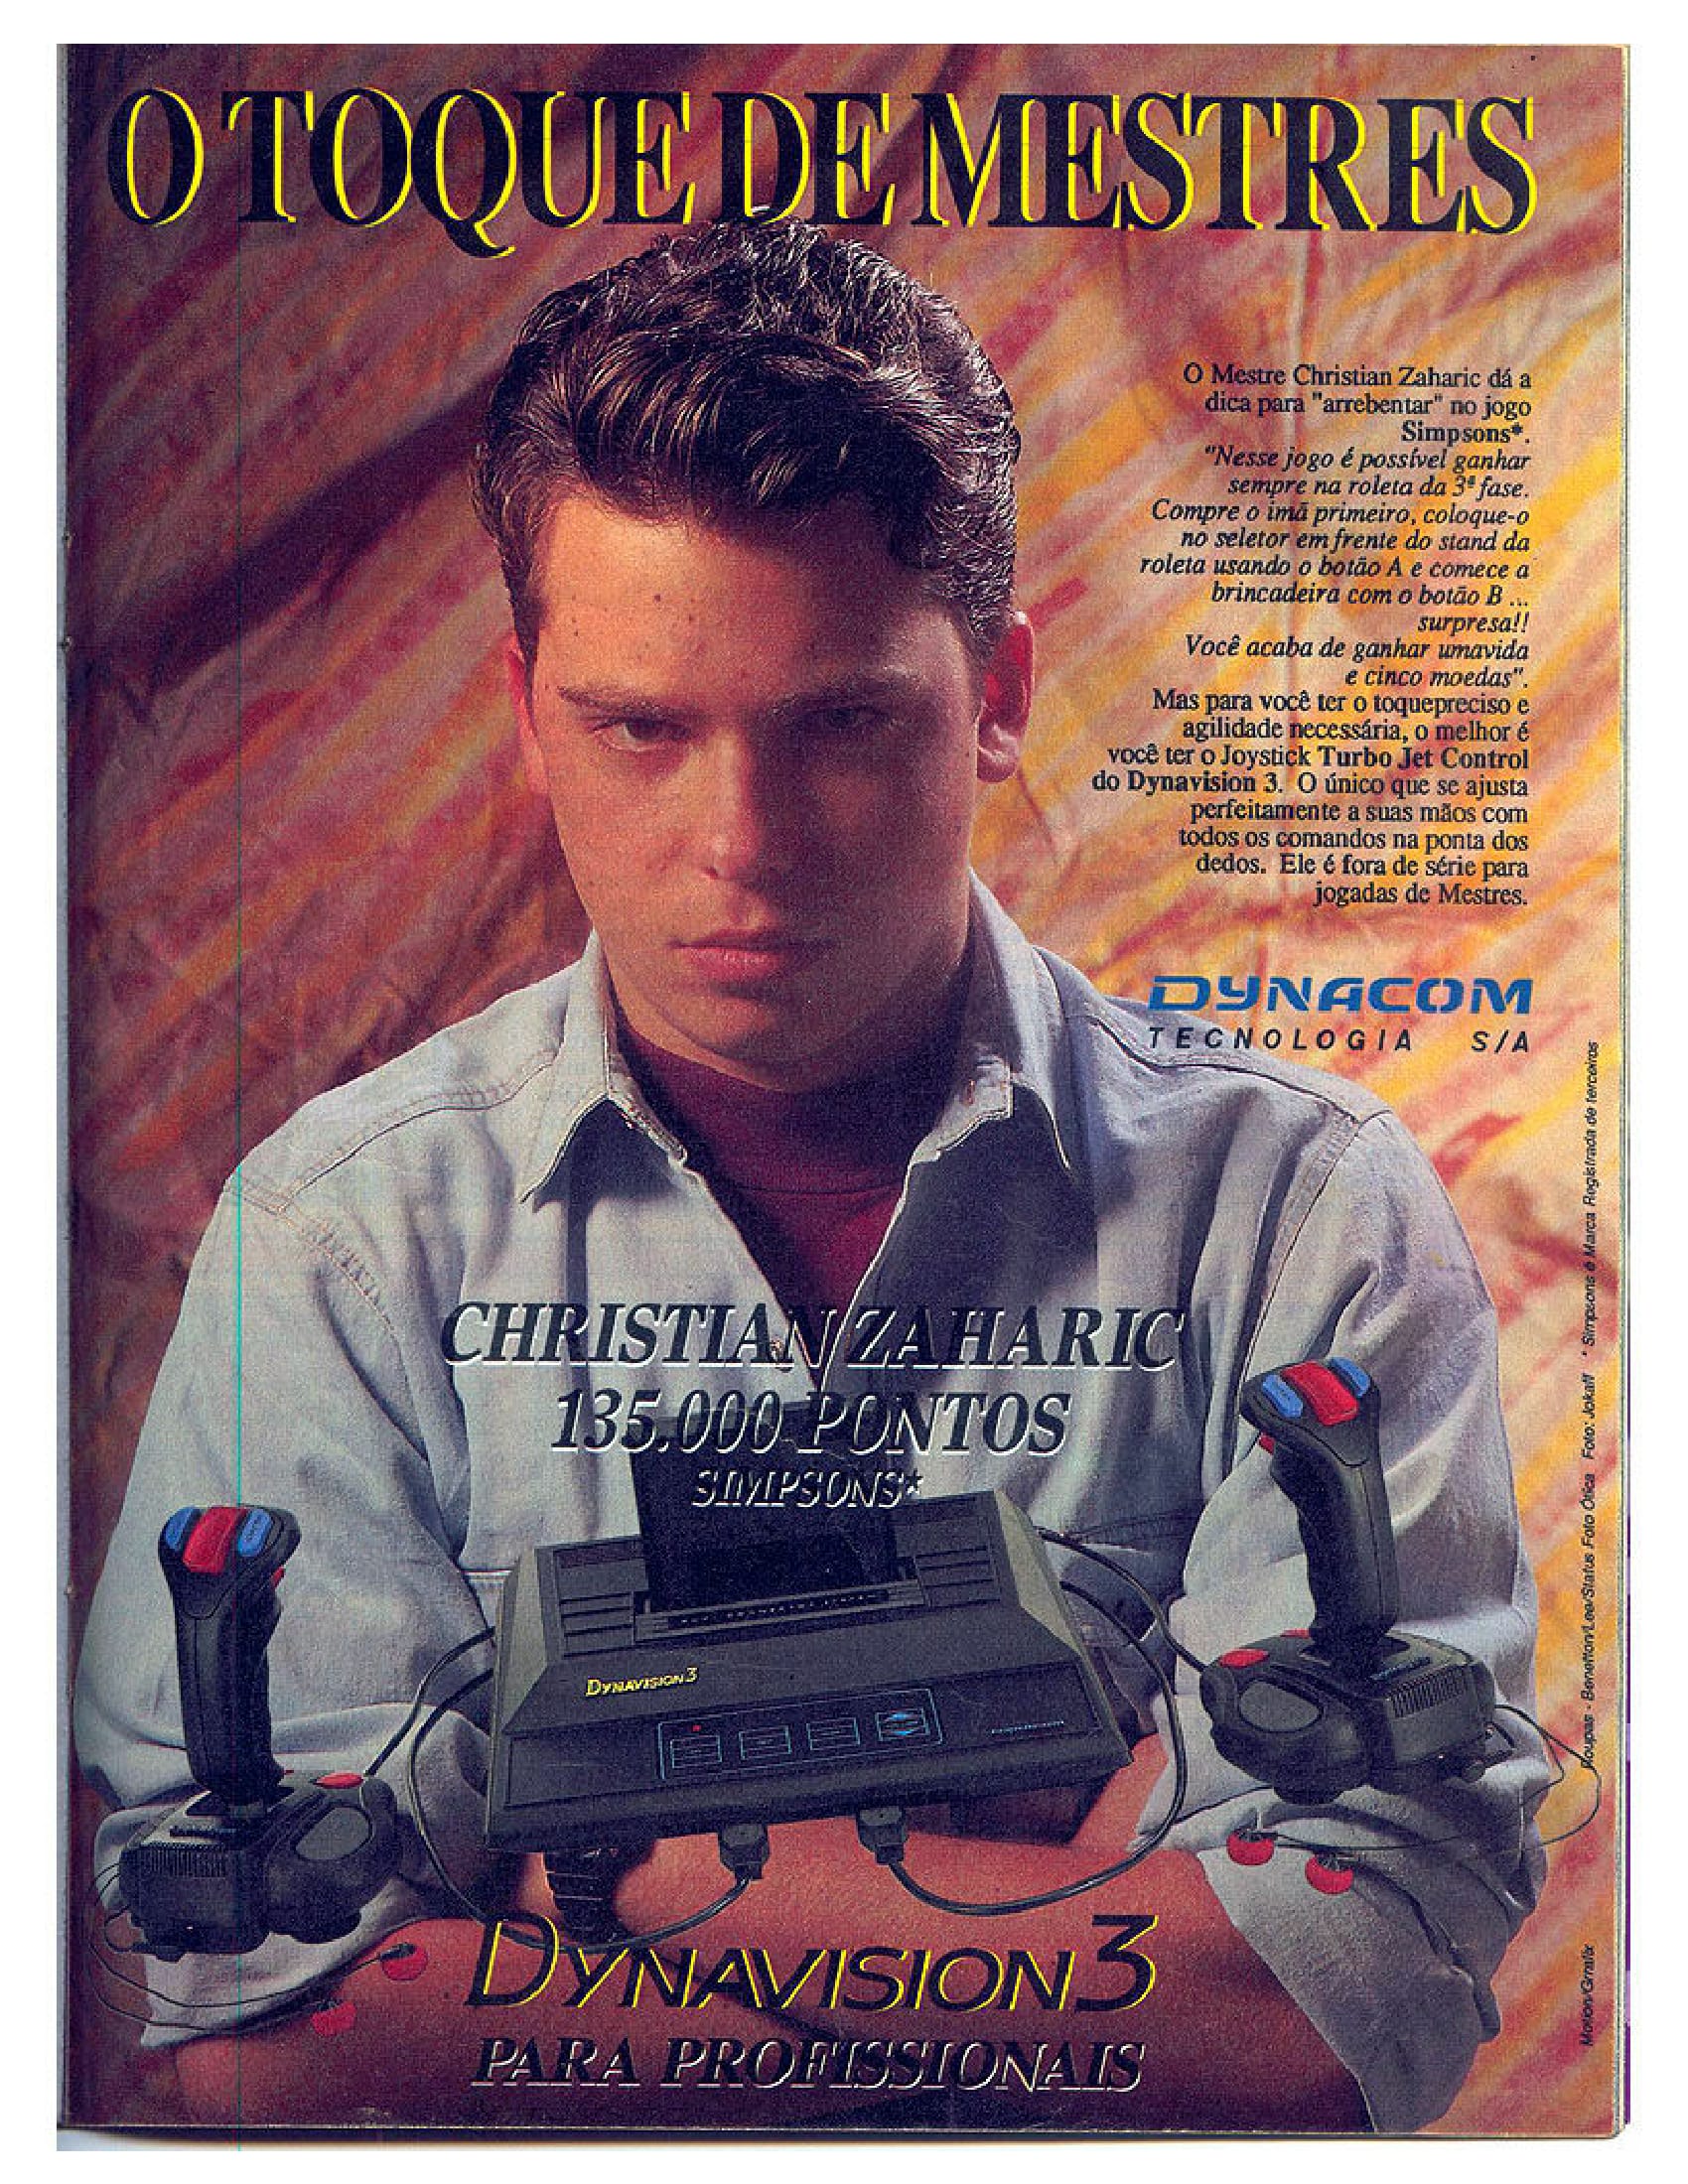 O TOQUE DE MESTRES
O Mestre Christian Zaharic dá a
dica para "arrebentar" no jogo
Simpsons*.
"Nesse jogo é possível ganhar
sempre na roleta da 3ª fase.
Compre o imã primeiro, coloque-o
no seletor em frente do stand da
roleta usando o botão A e comece a
brincadeira com o botão B ...
surpresa!!
Você acaba de ganhar umavida
e cinco moedas".
Mas para você ter o toquepreciso e
agilidade necessária, o melhor é
você ter o Joystick Turbo Jet Control
do Dynavision 3. O único que se ajusta
perfeitamente a suas mãos com
todos os comandos na ponta dos
dedos. Ele é fora de série para
jogadas de Mestres.
DYNACOM
TECNOLOGIA S/A
CHRISTIAN ZAHARIC
135.000 PONTOS
SIMPSONS*
DYNAVISION 3
DYNACOM
DYNAVISION 3
PARA PROFISSIONAIS
Roupas - Benetton/Lee/Status Foto Ótica Foto: Jokaff * Simpsons é Marca Registrada de terceiros